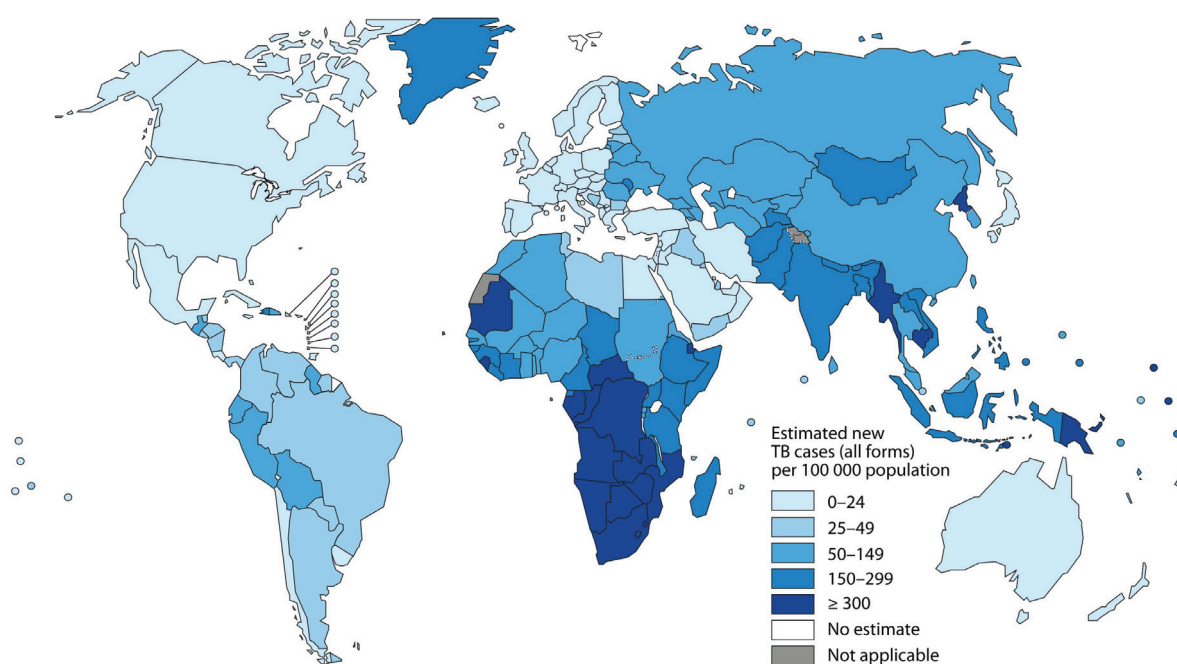 Estimated new
TB cases (all forms)
per 100 000 population
0–24
25–49
50–149
150–299
≥ 300
No estimate
Not applicable